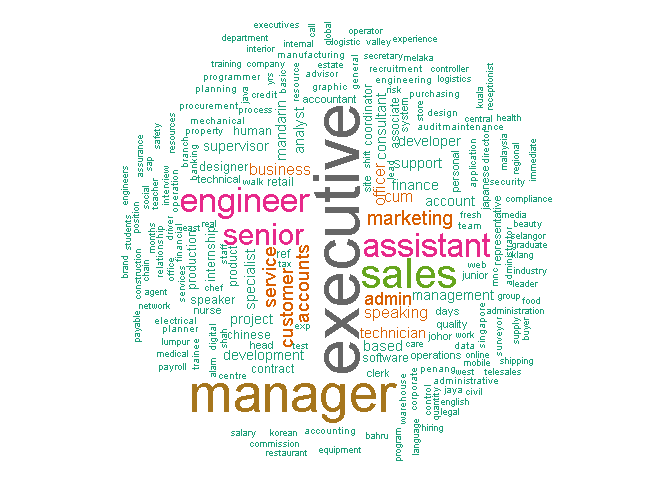 executives
call
global
operator
department
interior
internal
logistic
valley
experience
training
company
manufacturing
estate
general
secretary
melaka
programmer
java
yrs
basic
resource
advisor
recruitment
controller
planning
credit
graphic
risk
engineering
logistics
receptionist
procurement
process
accountant
coordinator
purchasing
mechanical
human
mandarin
analyst
consultant
associate
system
store
design
kuala
property
branch
supervisor
officer
audit
maintenance
central
health
assurance
sap
safety
resources
banking
developer
malaysia
regional
immediate
designer
business
executive
site
shift
lead
support
personal
application
japanese
director
technical
walk
retail
finance
security
engineers
social
teacher
interview
operation
engineer
cum
account
compliance
students
position
driver
senior
marketing
fresh
media
team
representative
beauty
selangor
brand
chain
months
relationship
east
real
financial
internship
staff
product
service
ref
assistant
graduate
klang
construction
office
services
production
specialist
tax
customer
accounts
sales
web
junior
mnc
administrator
industry
leader
agent
chef
speaker
admin
management
group
food
network
nurse
speaking
days
administration
payable
electrical
planner
trainee
shah
digital
project
chinese
exp
technician
quality
johor
work
singapore
surveyor
supply
buyer
lumpur
medical
payroll
alam
head
test
based
care
data
development
software
operations
online
mobile
shipping
centre
contract
clerk
penang
west
telesales
manager
warehouse
corporate
control
quantity
administrative
jaya
civil
english
legal
salary
korean
accounting
bahru
program
language
hiring
commission
restaurant
equipment